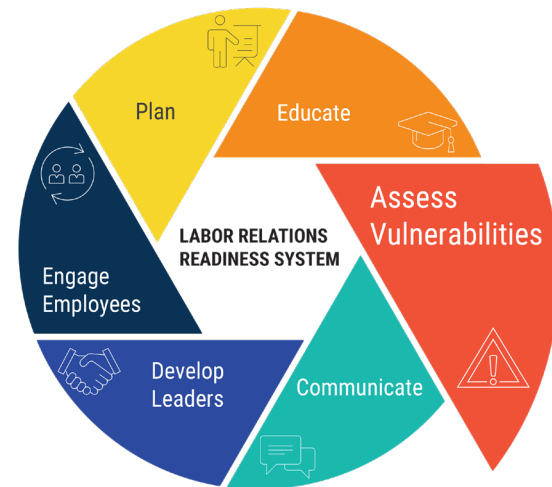 Plan
Educate
Assess
Vulnerabilities
LABOR RELATIONS
READINESS SYSTEM
Engage
Employees
Develop
Leaders
Communicate